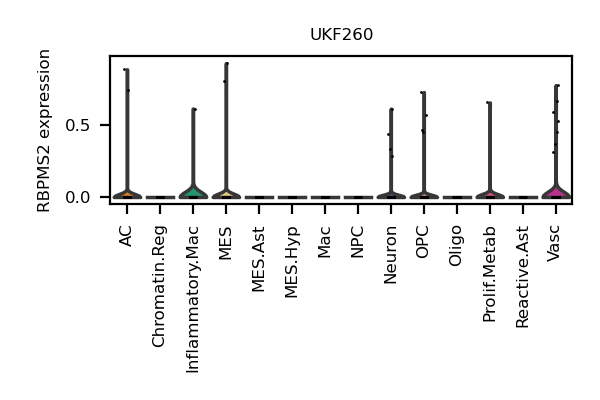 UKF260
RBPMS2 expression
0.5
0.0
AC
Chromatin.Reg
Inflammatory.Mac
MES
MES.Ast
MES.Hyp
Mac
NPC
Neuron
OPC
Oligo
Prolif.Metab
Reactive.Ast
Vasc